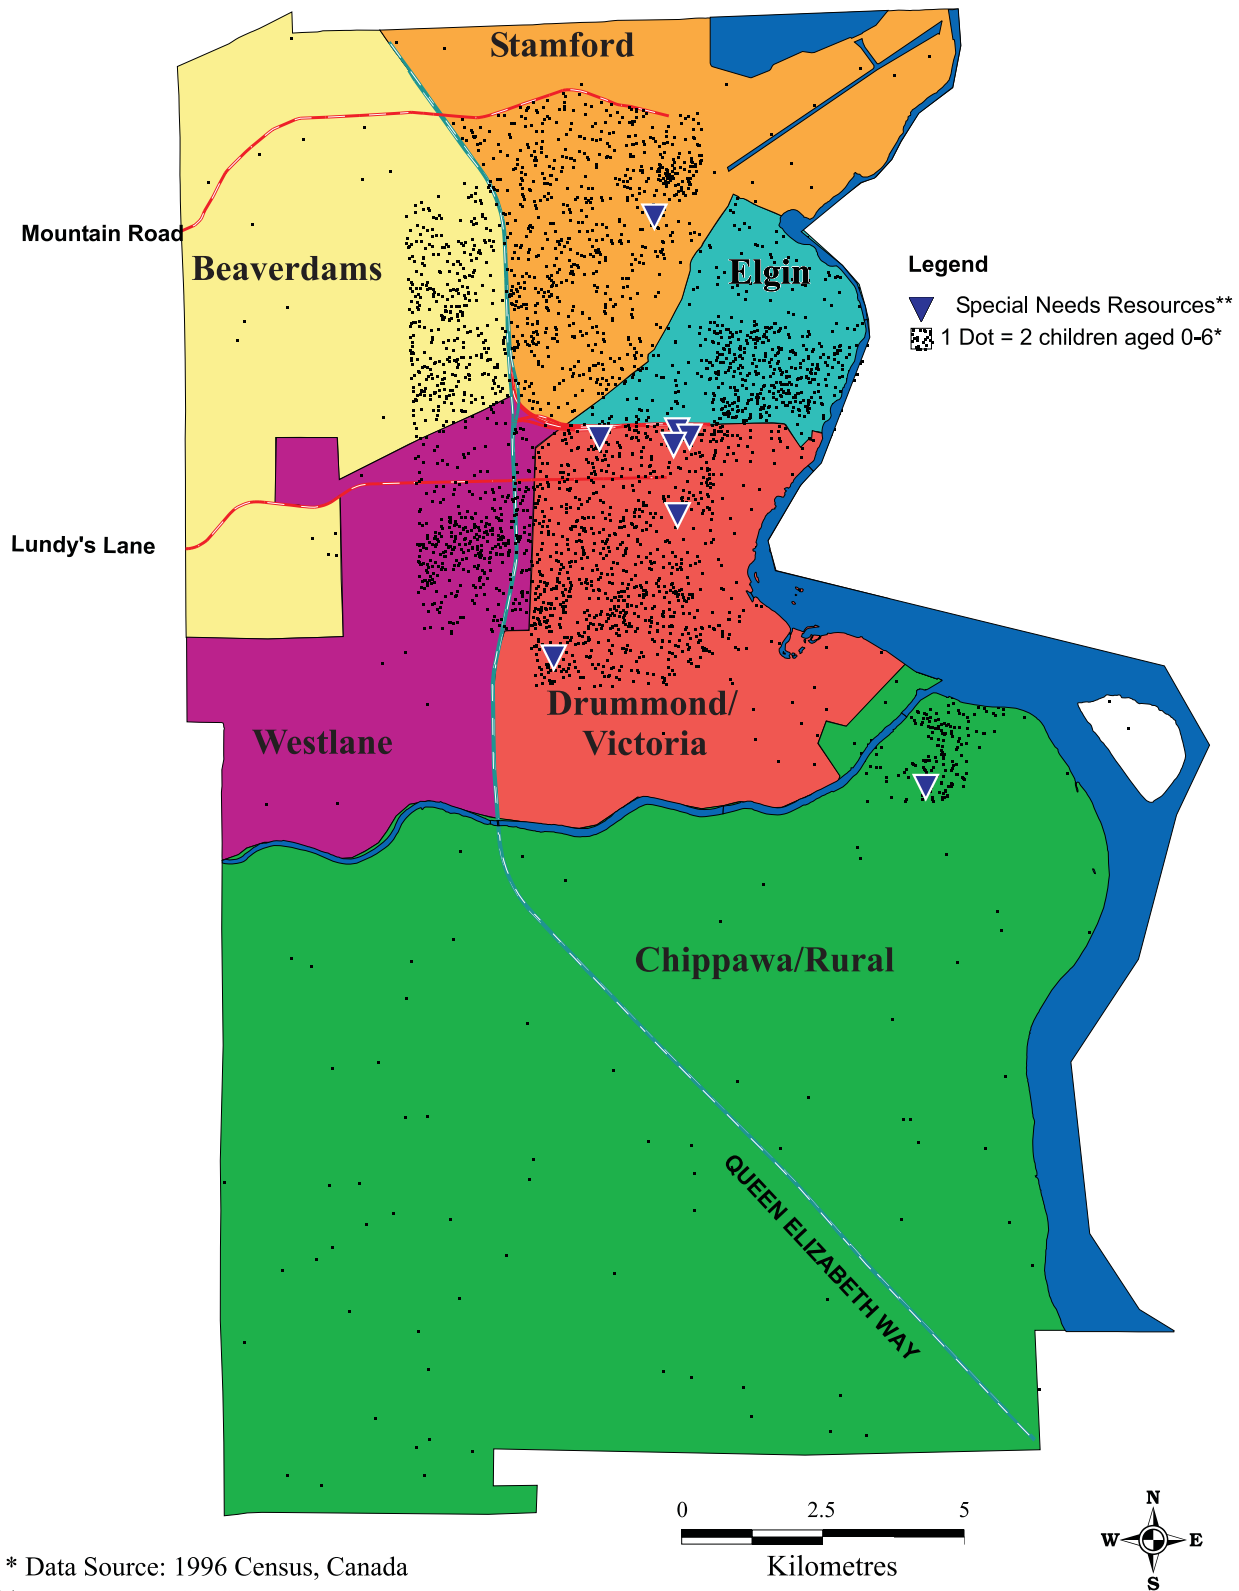 Stamford
Mountain Road
Beaverdams
Elgin
Legend
Special Needs Resources**
1 Dot = 2 children aged 0-6*
Lundy's Lane
Drummond/
Victoria
Westlane
Chippawa/Rural
QUEEN ELIZABETH WAY
0 2.5 5
Kilometres
N
W E
S
* Data Source: 1996 Census, Canada